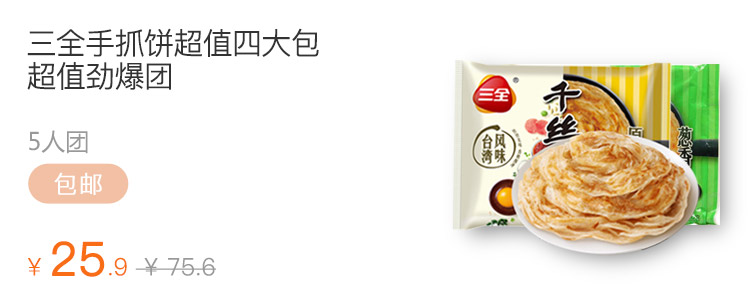 三全手抓饼超值四大包
超值劲爆团
5人团
包邮
¥ 25.9 ¥ 75.6
三全
千丝
台湾风味
原
葱香